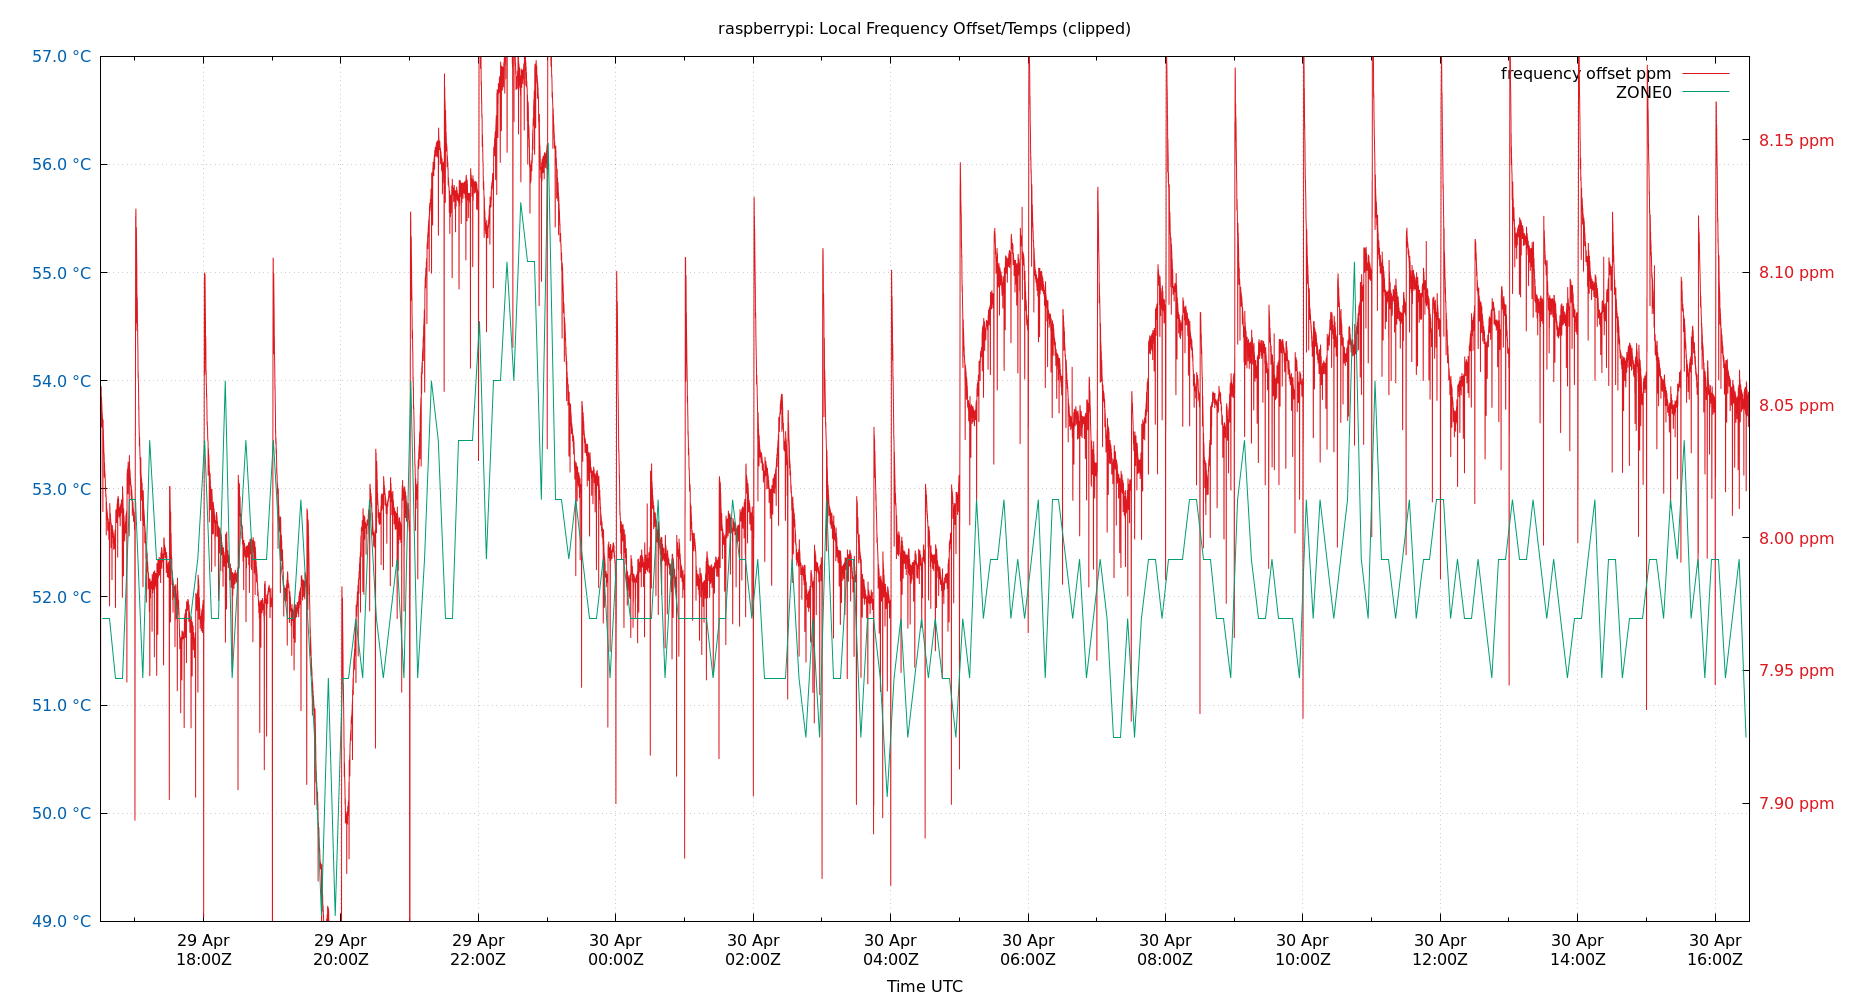 raspberrypi: Local Frequency Offset/Temps (clipped)
57.0 °C
56.0 °C
55.0 °C
54.0 °C
53.0 °C
52.0 °C
51.0 °C
50.0 °C
49.0 °C
frequency offset ppm
ZONE0
8.15 ppm
8.10 ppm
8.05 ppm
8.00 ppm
7.95 ppm
7.90 ppm
29 Apr
18:00Z
29 Apr
20:00Z
29 Apr
22:00Z
30 Apr
00:00Z
30 Apr
02:00Z
30 Apr
04:00Z
30 Apr
06:00Z
30 Apr
08:00Z
30 Apr
10:00Z
30 Apr
12:00Z
30 Apr
14:00Z
30 Apr
16:00Z
Time UTC